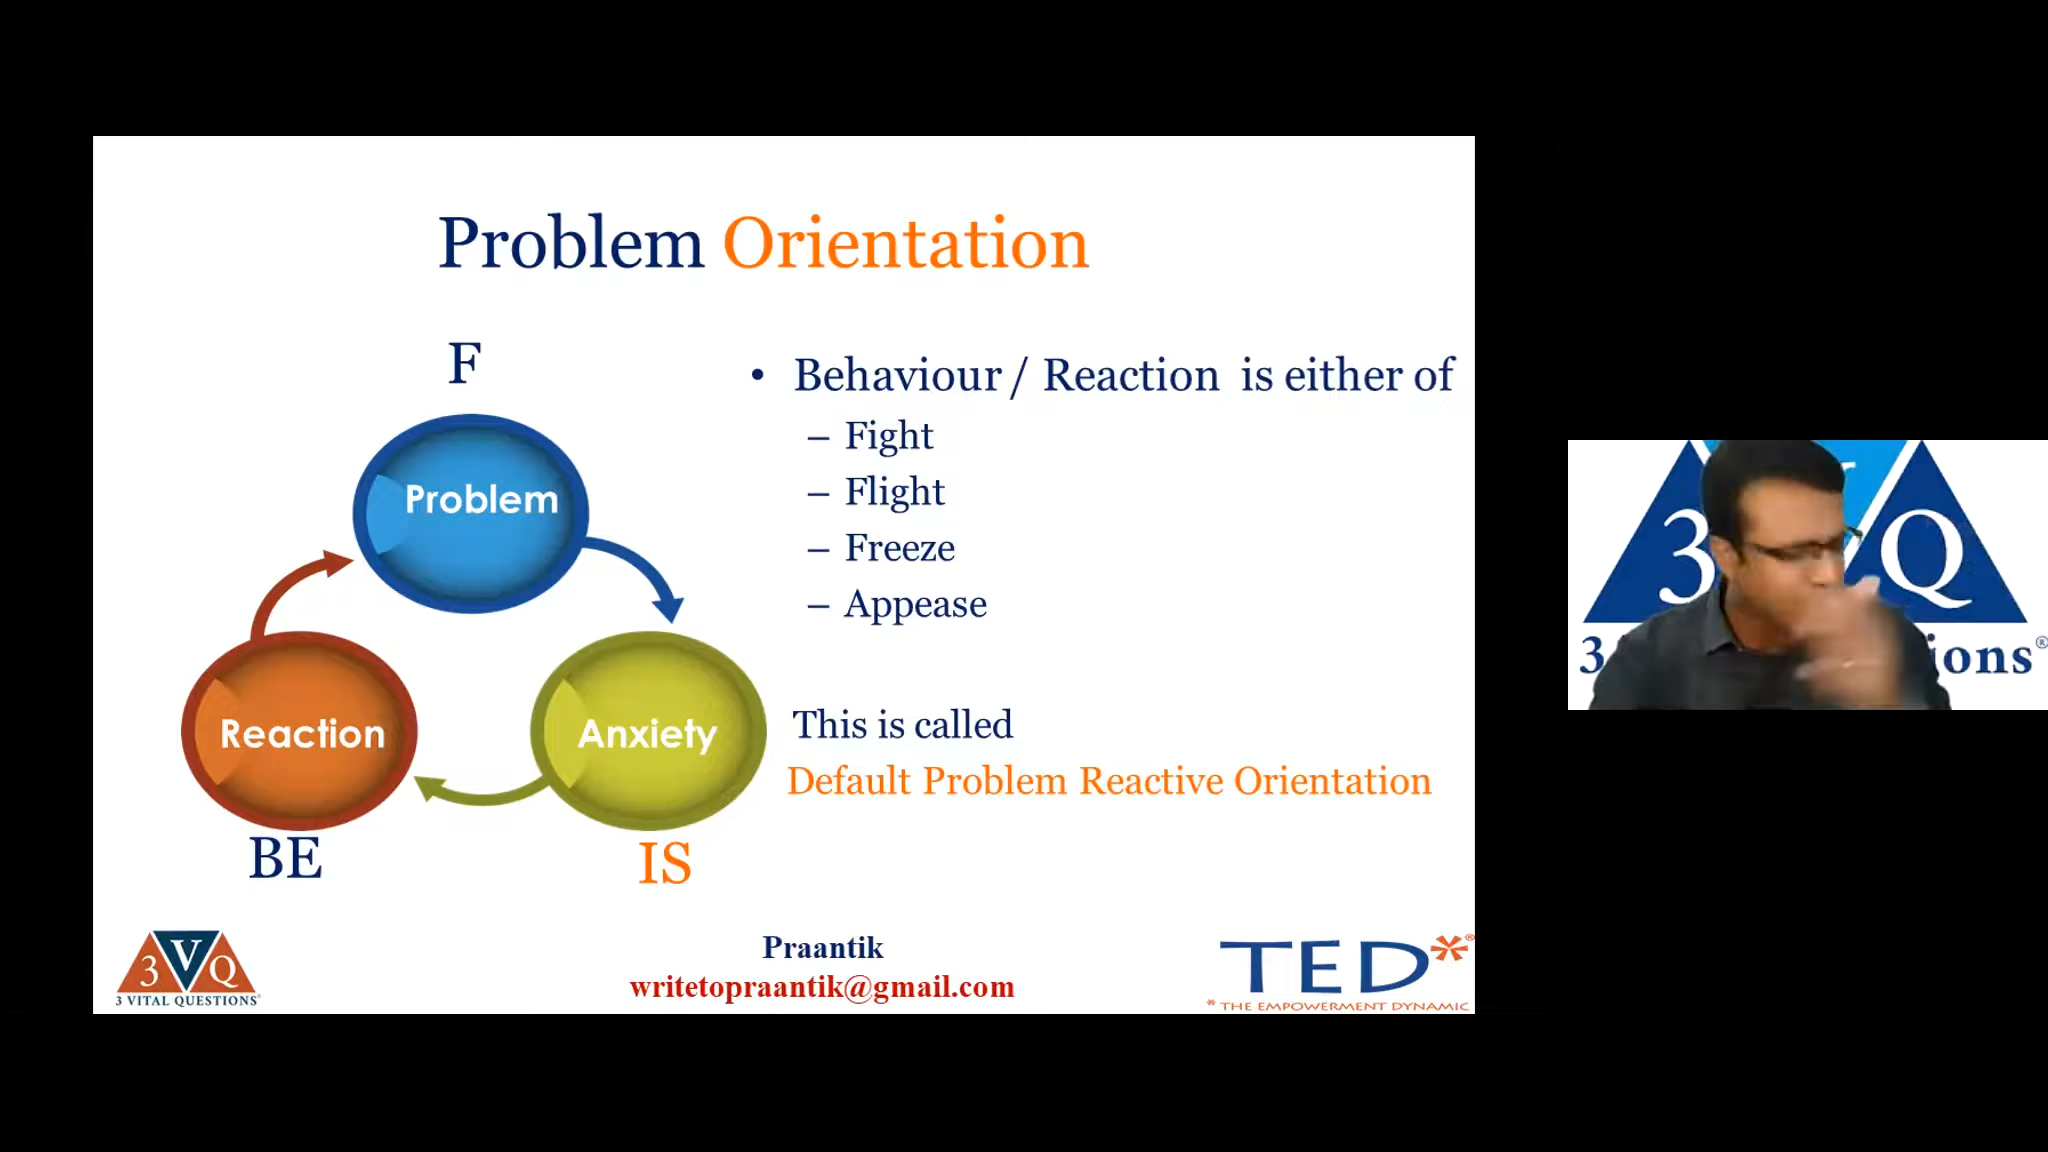 Problem Orientation
F
Problem
Reaction
Anxiety
BE
IS
• Behaviour / Reaction is either of
– Fight
– Flight
– Freeze
– Appease
This is called
Default Problem Reactive Orientation
3VQ
3 VITAL QUESTIONS®
Praantik
writetopraantik@gmail.com
TED*®
* THE EMPOWERMENT DYNAMIC
3 Q
3 ions®